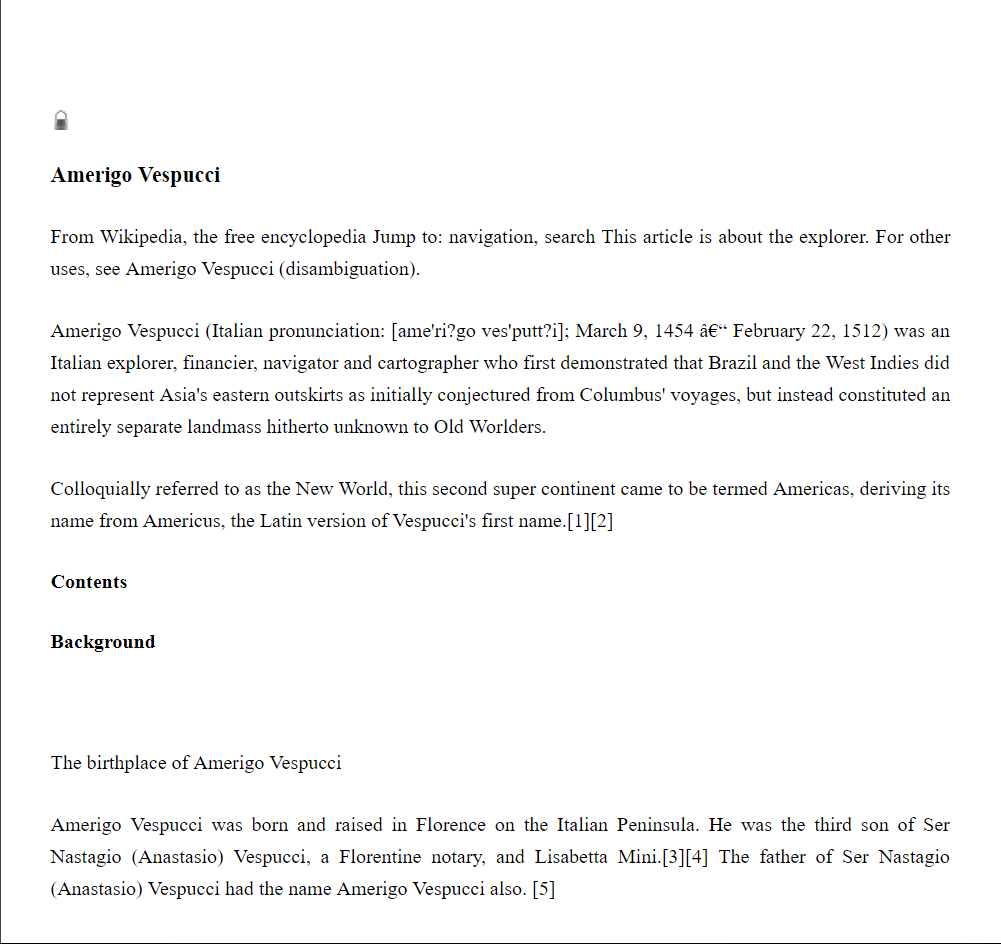 Amerigo Vespucci
From Wikipedia, the free encyclopedia Jump to: navigation, search This article is about the explorer. For other
uses, see Amerigo Vespucci (disambiguation).
Amerigo Vespucci (Italian pronunciation: [ame'ri?go ves'putt?i]; March 9, 1454 â€“ February 22, 1512) was an
Italian explorer, financier, navigator and cartographer who first demonstrated that Brazil and the West Indies did
not represent Asia's eastern outskirts as initially conjectured from Columbus' voyages, but instead constituted an
entirely separate landmass hitherto unknown to Old Worlders.
Colloquially referred to as the New World, this second super continent came to be termed Americas, deriving its
name from Americus, the Latin version of Vespucci's first name.[1][2]
Contents
Background
The birthplace of Amerigo Vespucci
Amerigo Vespucci was born and raised in Florence on the Italian Peninsula. He was the third son of Ser
Nastagio (Anastasio) Vespucci, a Florentine notary, and Lisabetta Mini.[3][4] The father of Ser Nastagio
(Anastasio) Vespucci had the name Amerigo Vespucci also. [5]